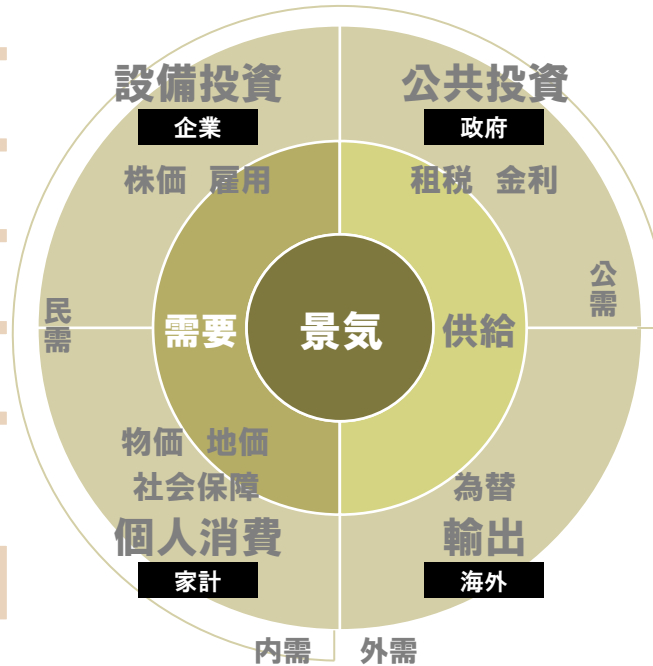 設備投資
企業
株価 雇用
公共投資
政府
租税 金利
民需
需要
景気
供給
公需
物価 地価
社会保障
個人消費
家計
為替
輸出
海外
内需
外需